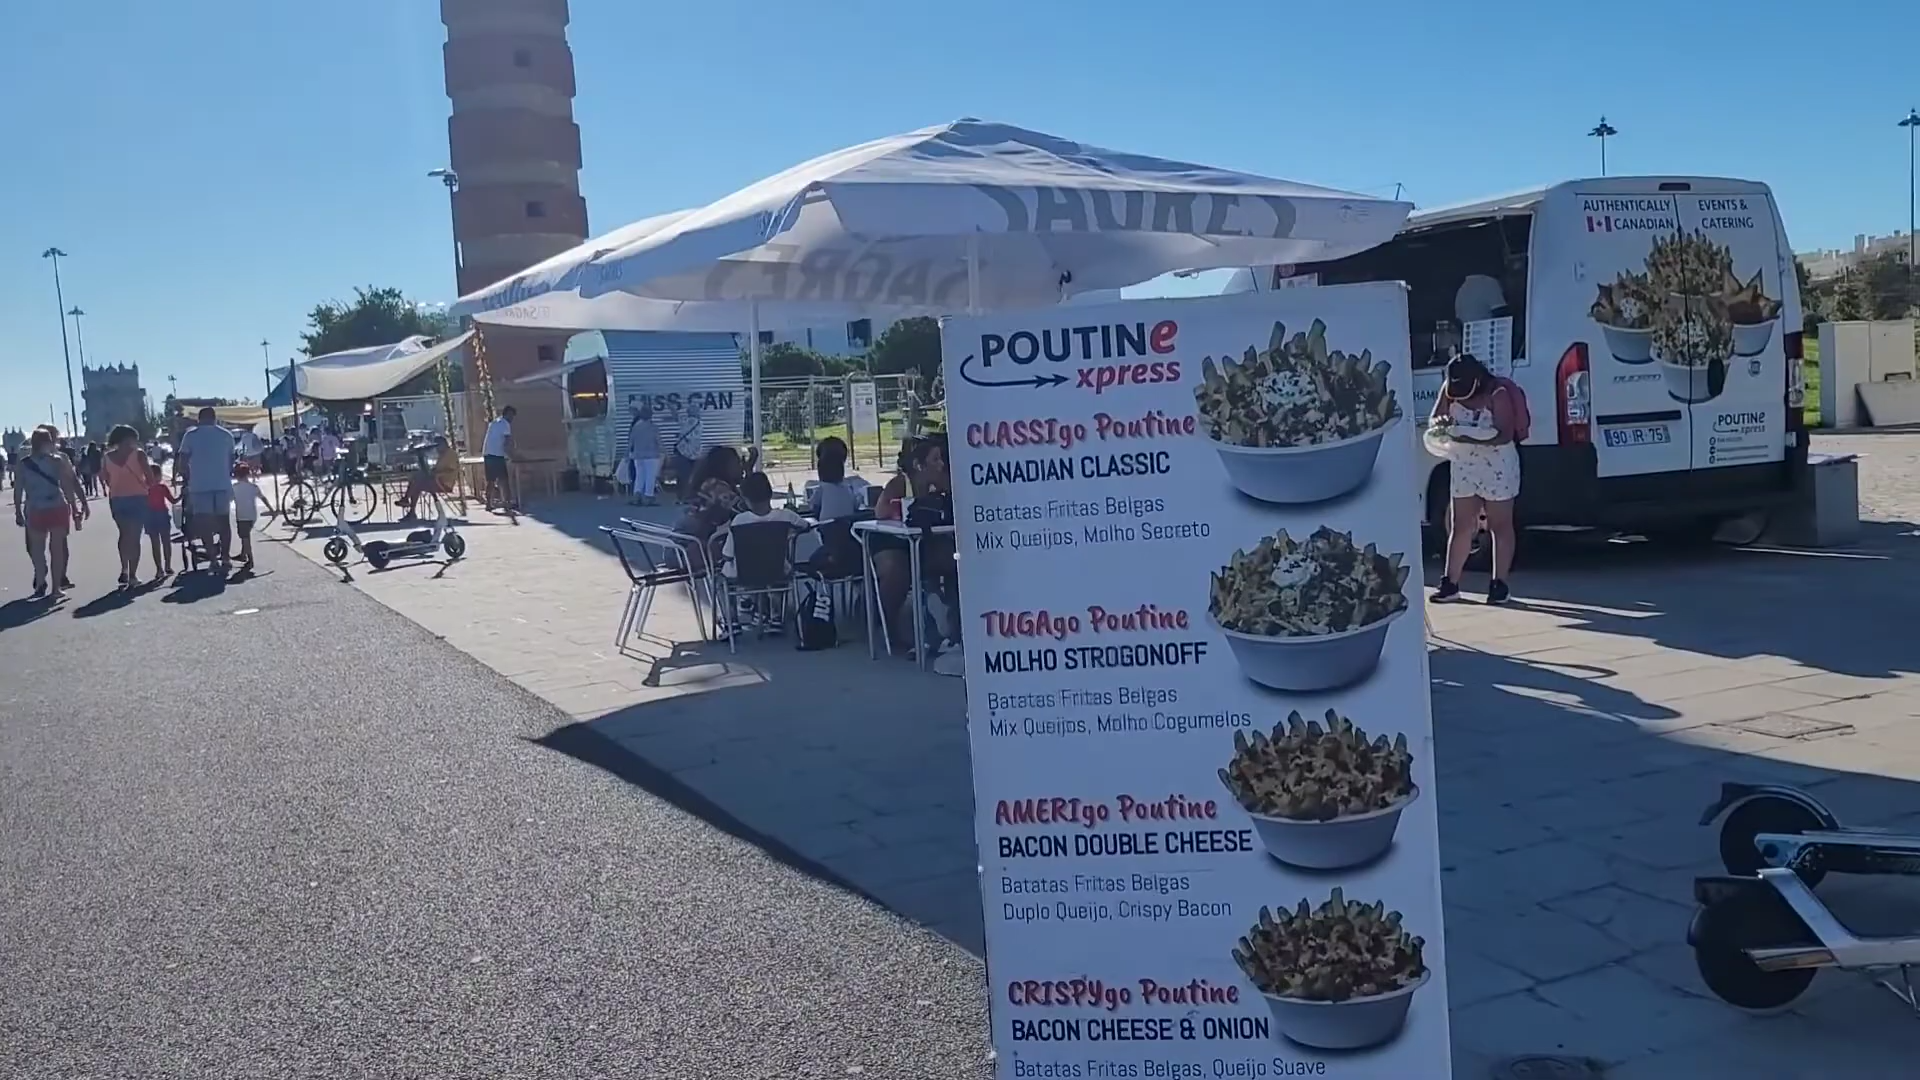 SAGRES
SAGRES
MISS CAN
AUTHENTICALLY
CANADIAN
EVENTS &
CATERING
90-IR-75
POUTINe
xpress
POUTINe
xpress
CLASSIgo Poutine
CANADIAN CLASSIC
Batatas Fritas Belgas
Mix Queijos, Molho Secreto
TUGAgo Poutine
MOLHO STROGONOFF
Batatas Fritas Belgas
Mix Queijos, Molho Cogumelos
AMERIgo Poutine
BACON DOUBLE CHEESE
Batatas Fritas Belgas
Duplo Queijo, Crispy Bacon
CRISPYgo Poutine
BACON CHEESE & ONION
Batatas Fritas Belgas, Queijo Suave